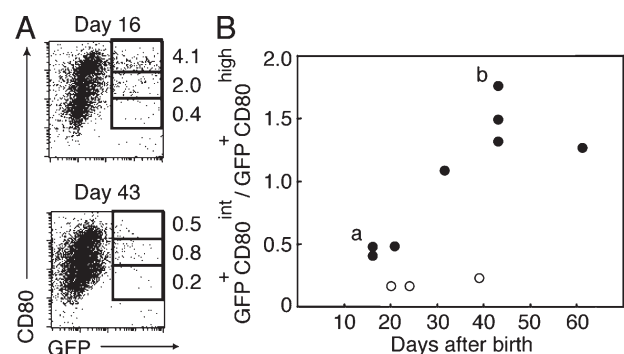 A
Day 16
4.1
2.0
0.4
Day 43
0.5
0.8
0.2
CD80
GFP
B
GFP⁺CD80ⁱⁿᵗ / GFP⁺CD80ʰⁱᵍʰ
2.0
1.5
1.0
0.5
0
b
a
10 20 30 40 50 60
Days after birth